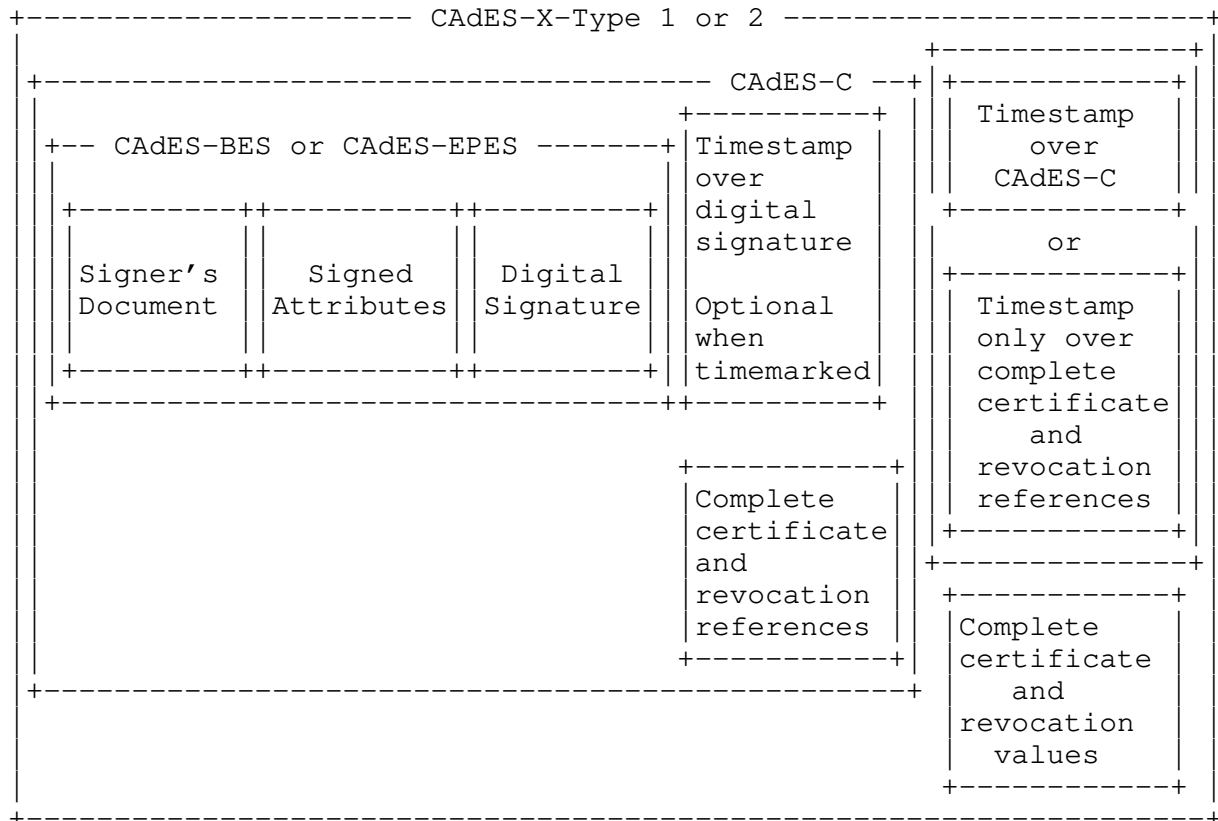 CAdES-X-Type 1 or 2
CAdES-C
CAdES-BES or CAdES-EPES
Signer's
Document
Signed
Attributes
Digital
Signature
Timestamp
over
digital
signature
Optional
when
timemarked
Complete
certificate
and
revocation
references
Timestamp
over
CAdES-C
or
Timestamp
only over
complete
certificate
and
revocation
references
Complete
certificate
and
revocation
values